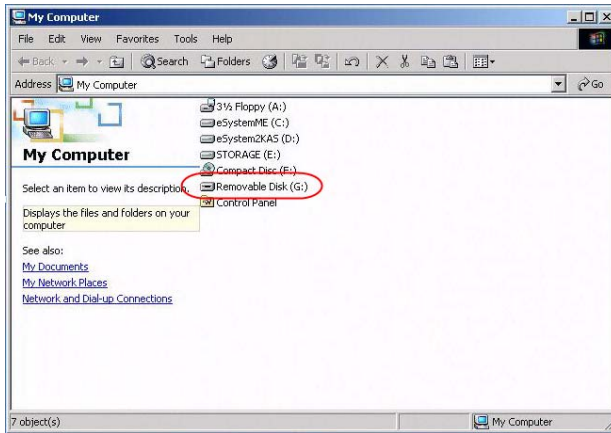 My Computer
File Edit View Favorites Tools Help
Back Search Folders
Address My Computer Go
3½ Floppy (A:)
eSystemME (C:)
eSystem2KAS (D:)
STORAGE (E:)
Compact Disc (F:)
Removable Disk (G:)
Control Panel
My Computer
Select an item to view its description.
Displays the files and folders on your
computer
See also:
My Documents
My Network Places
Network and Dial-up Connections
7 object(s) My Computer